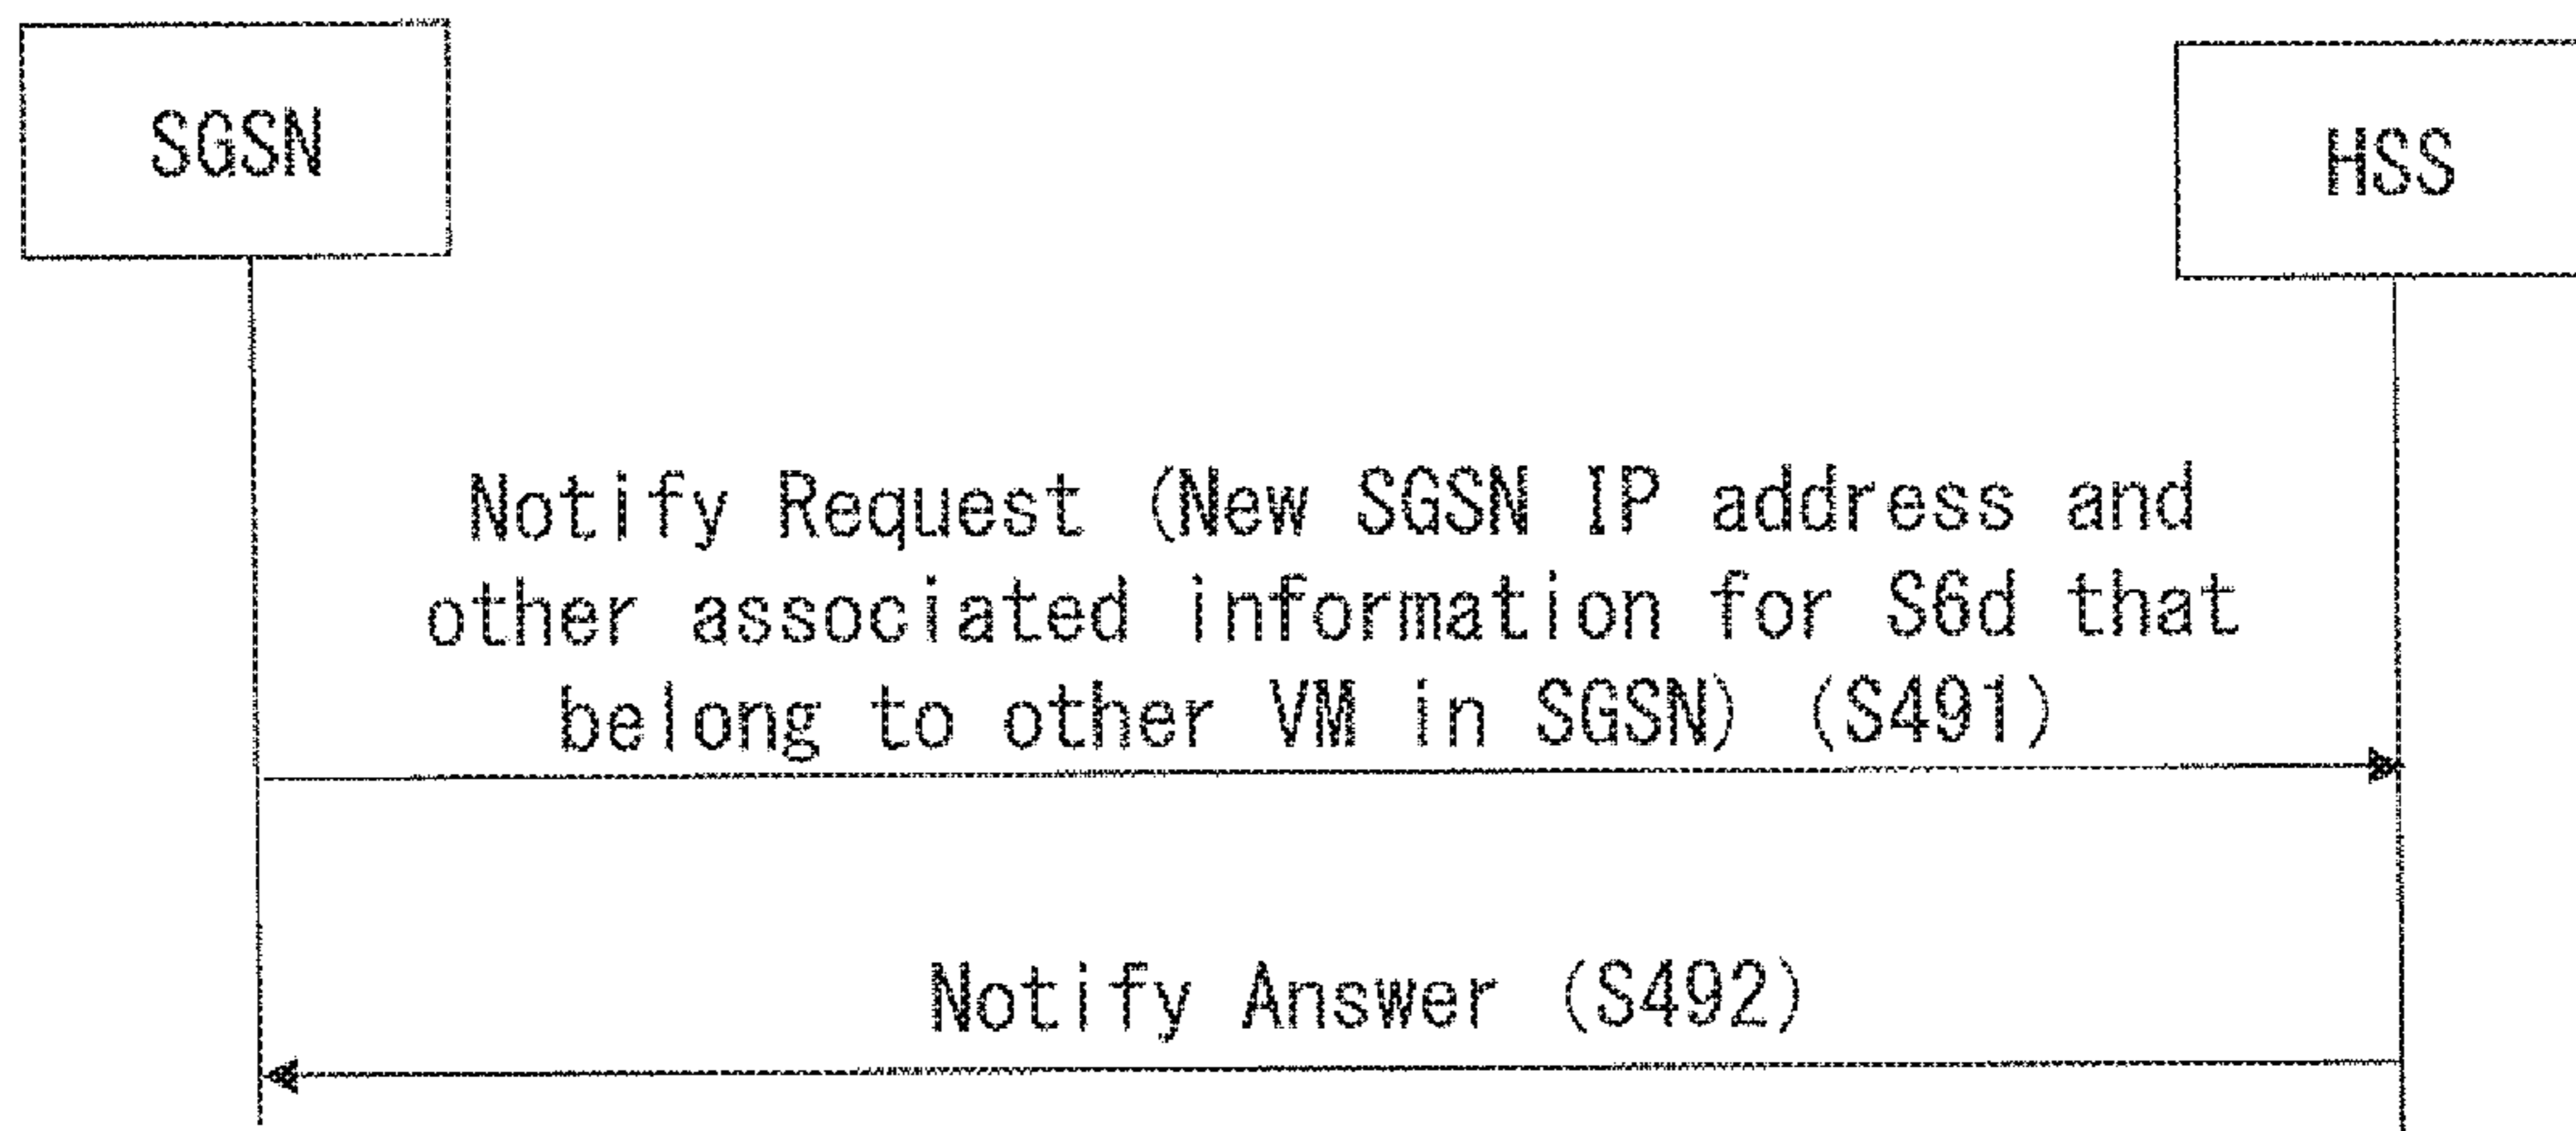 SGSN
HSS
Notify Request (New SGSN IP address and
other associated information for S6d that
belong to other VM in SGSN) (S491)
Notify Answer (S492)